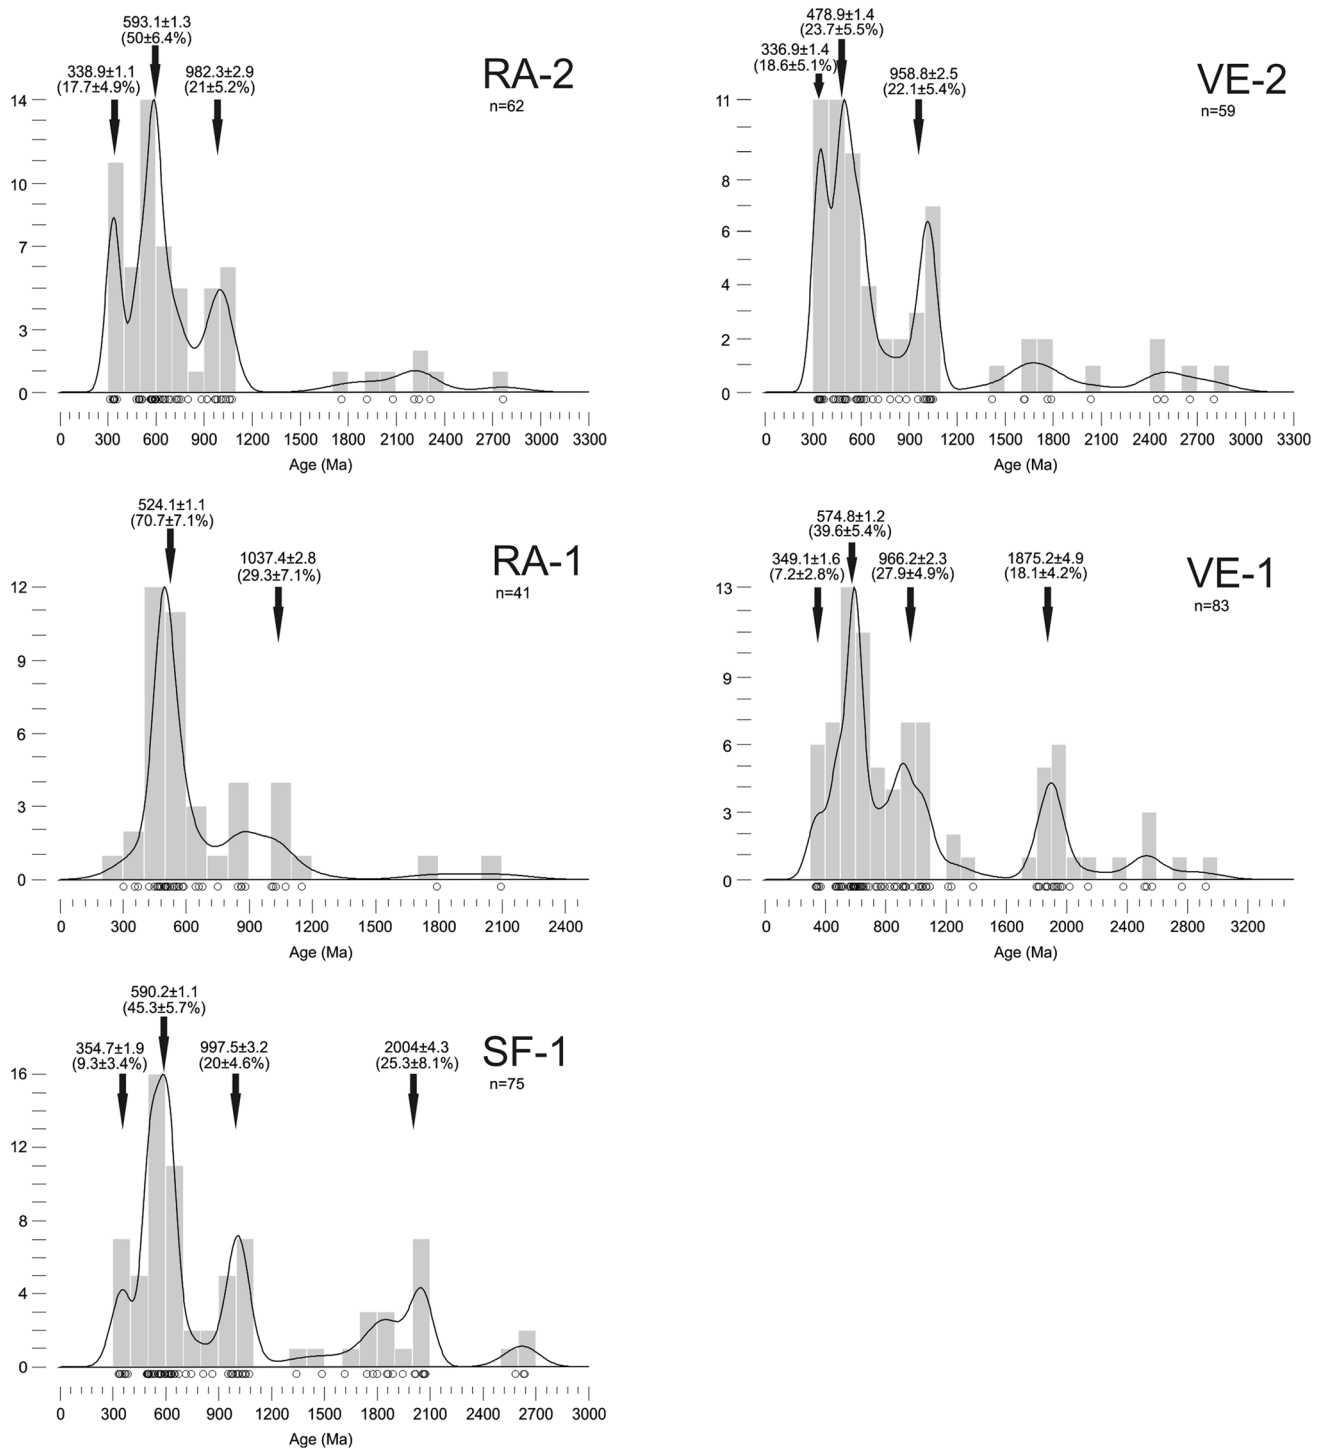 593.1±1.3
(50±6.4%)
338.9±1.1
(17.7±4.9%)
982.3±2.9
(21±5.2%)
RA-2
n=62
14
10
7
3
0
0 300 600 900 1200 1500 1800 2100 2400 2700 3000 3300
Age (Ma)
478.9±1.4
(23.7±5.5%)
336.9±1.4
(18.6±5.1%)
958.8±2.5
(22.1±5.4%)
VE-2
n=59
11
8
6
4
2
0
0 300 600 900 1200 1500 1800 2100 2400 2700 3000 3300
Age (Ma)
524.1±1.1
(70.7±7.1%)
1037.4±2.8
(29.3±7.1%)
RA-1
n=41
12
9
6
3
0
0 300 600 900 1200 1500 1800 2100 2400
Age (Ma)
574.8±1.2
(39.6±5.4%)
349.1±1.6
(7.2±2.8%)
966.2±2.3
(27.9±4.9%)
1875.2±4.9
(18.1±4.2%)
VE-1
n=83
13
9
6
3
0
0 400 800 1200 1600 2000 2400 2800 3200
Age (Ma)
590.2±1.1
(45.3±5.7%)
354.7±1.9
(9.3±3.4%)
997.5±3.2
(20±4.6%)
2004±4.3
(25.3±8.1%)
SF-1
n=75
16
12
8
4
0
0 300 600 900 1200 1500 1800 2100 2400 2700 3000
Age (Ma)